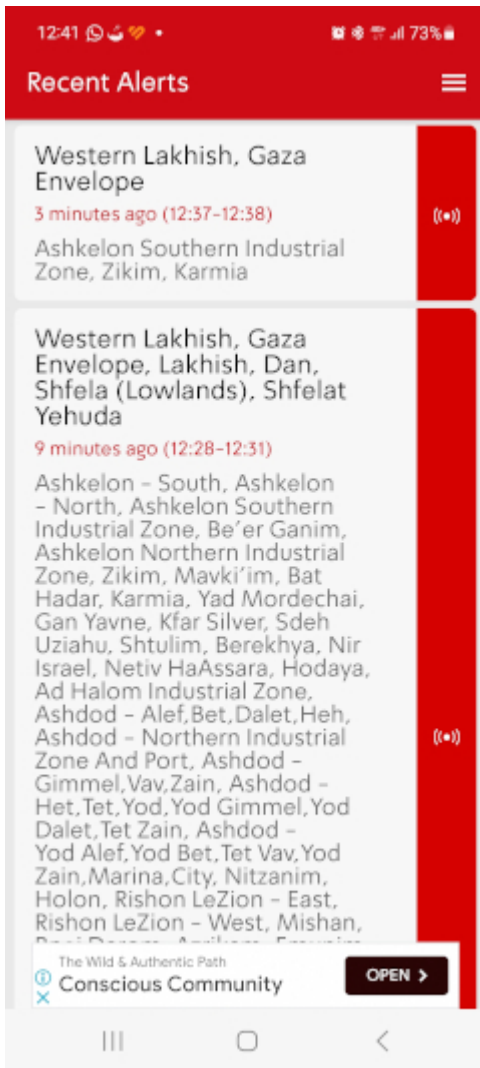 12:41
73%
Recent Alerts
Western Lakhish, Gaza
Envelope
3 minutes ago (12:37-12:38)
Ashkelon Southern Industrial
Zone, Zikim, Karmia
Western Lakhish, Gaza
Envelope, Lakhish, Dan,
Shfela (Lowlands), Shfelat
Yehuda
9 minutes ago (12:28-12:31)
Ashkelon - South, Ashkelon
- North, Ashkelon Southern
Industrial Zone, Be'er Ganim,
Ashkelon Northern Industrial
Zone, Zikim, Mavki'im, Bat
Hadar, Karmia, Yad Mordechai,
Gan Yavne, Kfar Silver, Sdeh
Uziahu, Shtulim, Berekhya, Nir
Israel, Netiv HaAssara, Hodaya,
Ad Halom Industrial Zone,
Ashdod - Alef,Bet,Dalet,Heh,
Ashdod - Northern Industrial
Zone And Port, Ashdod -
Gimmel,Vav,Zain, Ashdod -
Het,Tet,Yod,Yod Gimmel,Yod
Dalet,Tet Zain, Ashdod -
Yod Alef,Yod Bet,Tet Vav,Yod
Zain,Marina,City, Nitzanim,
Holon, Rishon LeZion - East,
Rishon LeZion - West, Mishan,
The Wild & Authentic Path
Conscious Community
OPEN >